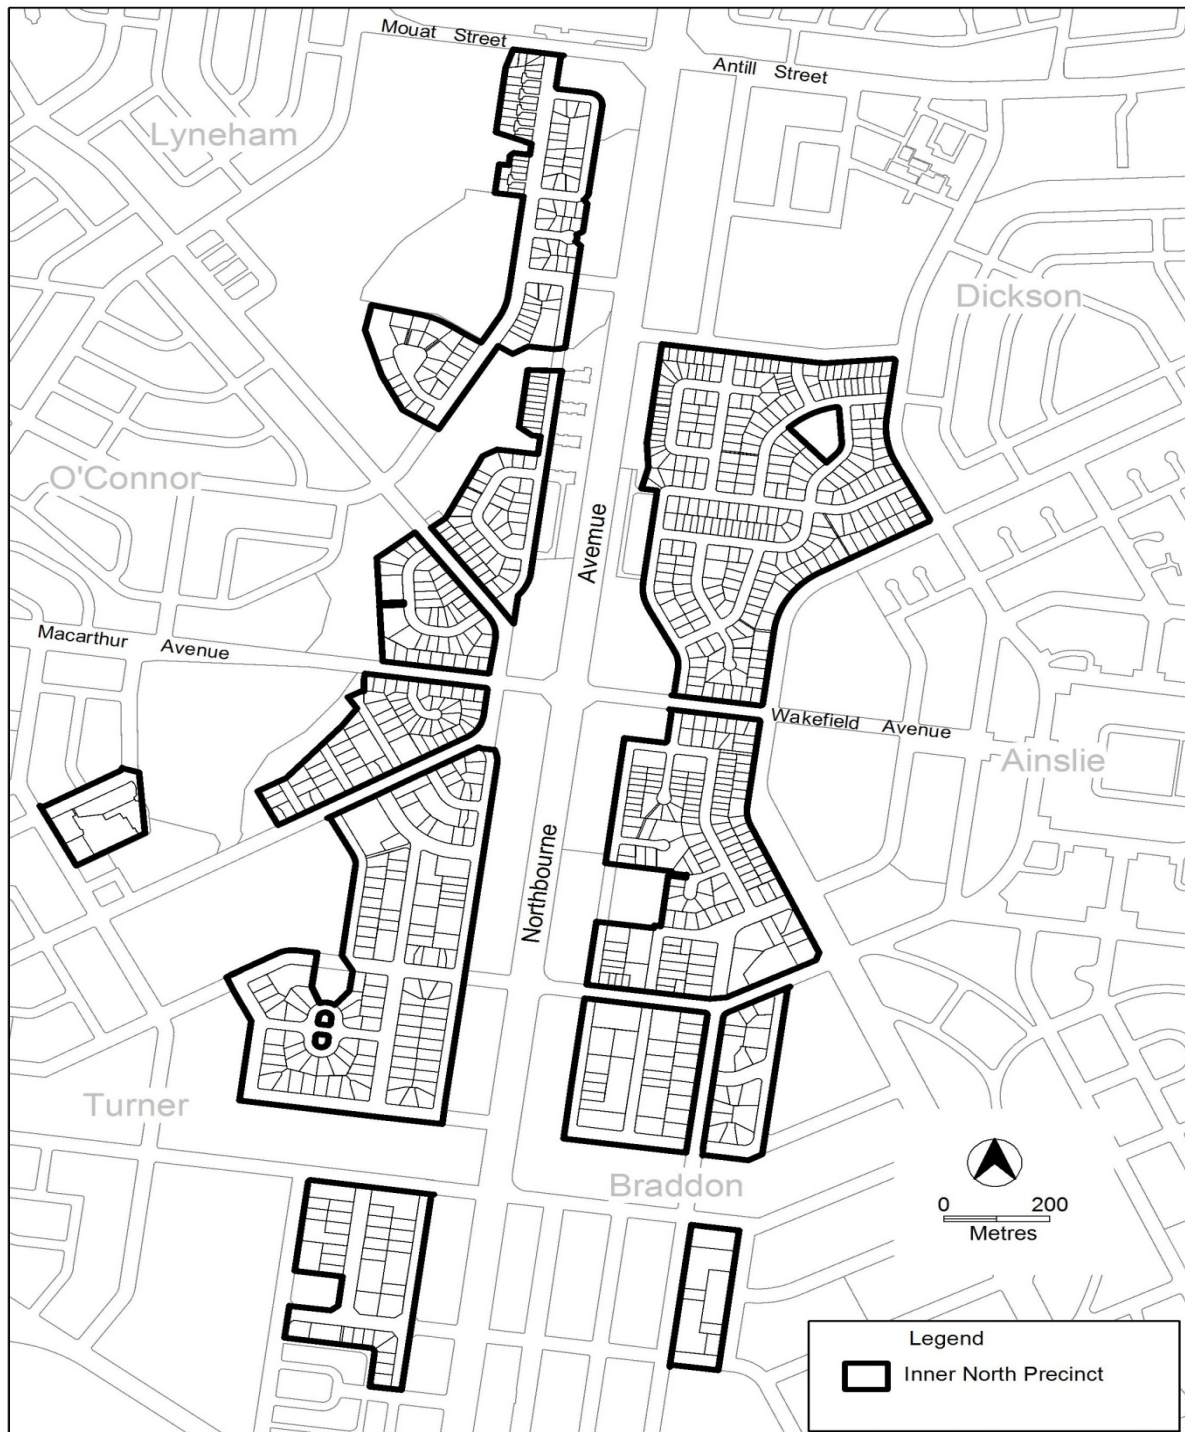 Mouat Street
Antill Street
Lyneham
Dickson
O'Connor
Avemue
Macarthur Avenue
Wakefield Avenue
Ainslie
Northbourne
Turner
Braddon
0 200
Metres
Legend
Inner North Precinct